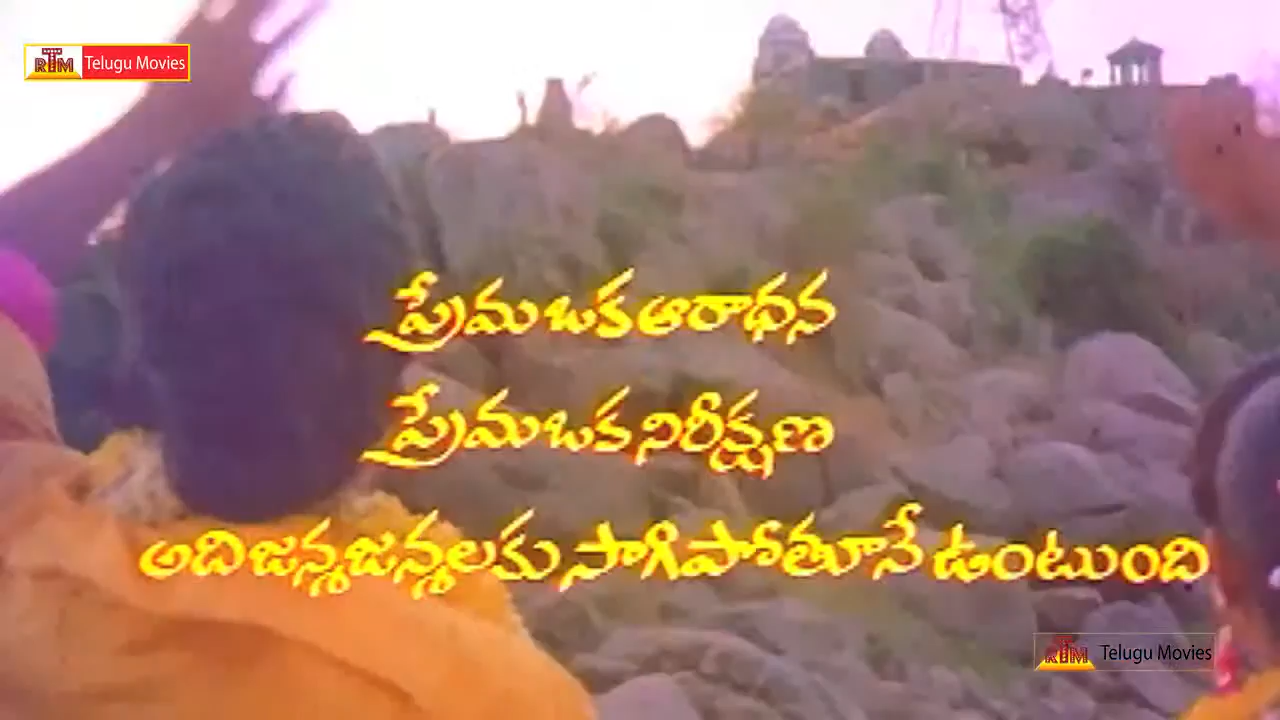 RTM Telugu Movies
ప్రేమ ఒక ఆరాధన
ప్రేమ ఒక నిరీక్షణ
అది జన్మజన్మలకు సాగిపోతూనే ఉంటుంది
RTM Telugu Movies